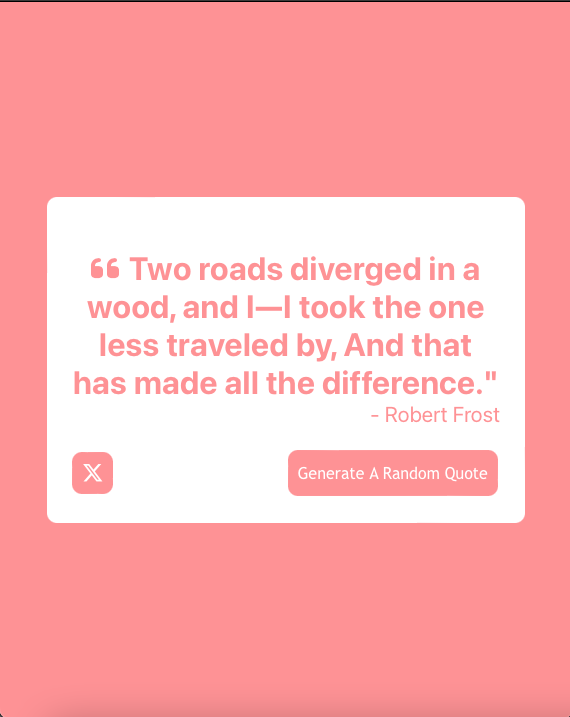 “ Two roads diverged in a
wood, and I—I took the one
less traveled by, And that
has made all the difference."
- Robert Frost
X
Generate A Random Quote